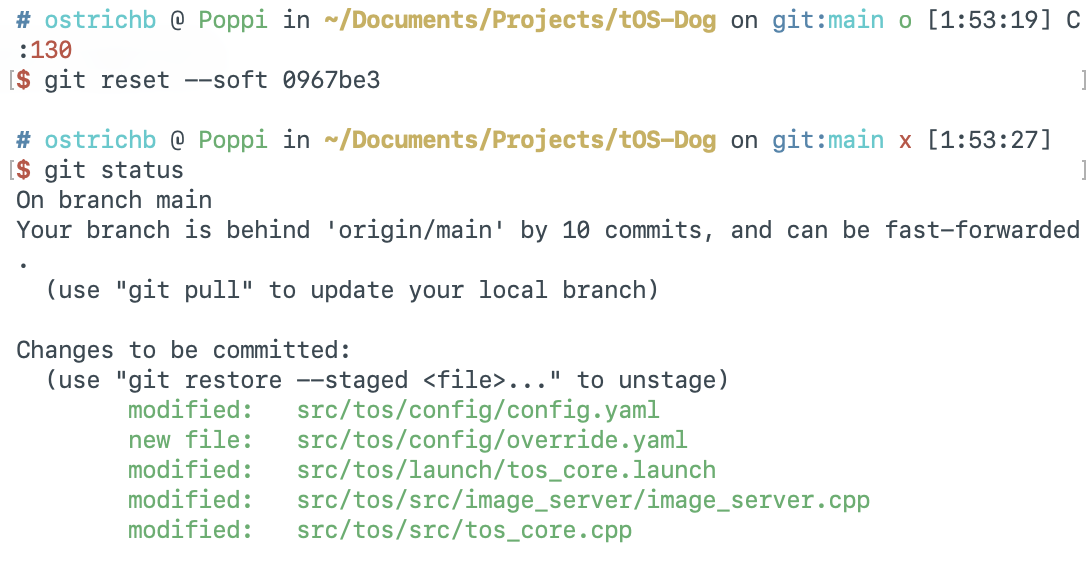 # ostrichb @ Poppi in ~/Documents/Projects/tOS-Dog on git:main o [1:53:19] C
:130
[$ git reset --soft 0967be3 ]
# ostrichb @ Poppi in ~/Documents/Projects/tOS-Dog on git:main x [1:53:27]
[$ git status ]
On branch main
Your branch is behind 'origin/main' by 10 commits, and can be fast-forwarded
.
(use "git pull" to update your local branch)
Changes to be committed:
(use "git restore --staged <file>..." to unstage)
modified: src/tos/config/config.yaml
new file: src/tos/config/override.yaml
modified: src/tos/launch/tos_core.launch
modified: src/tos/src/image_server/image_server.cpp
modified: src/tos/src/tos_core.cpp